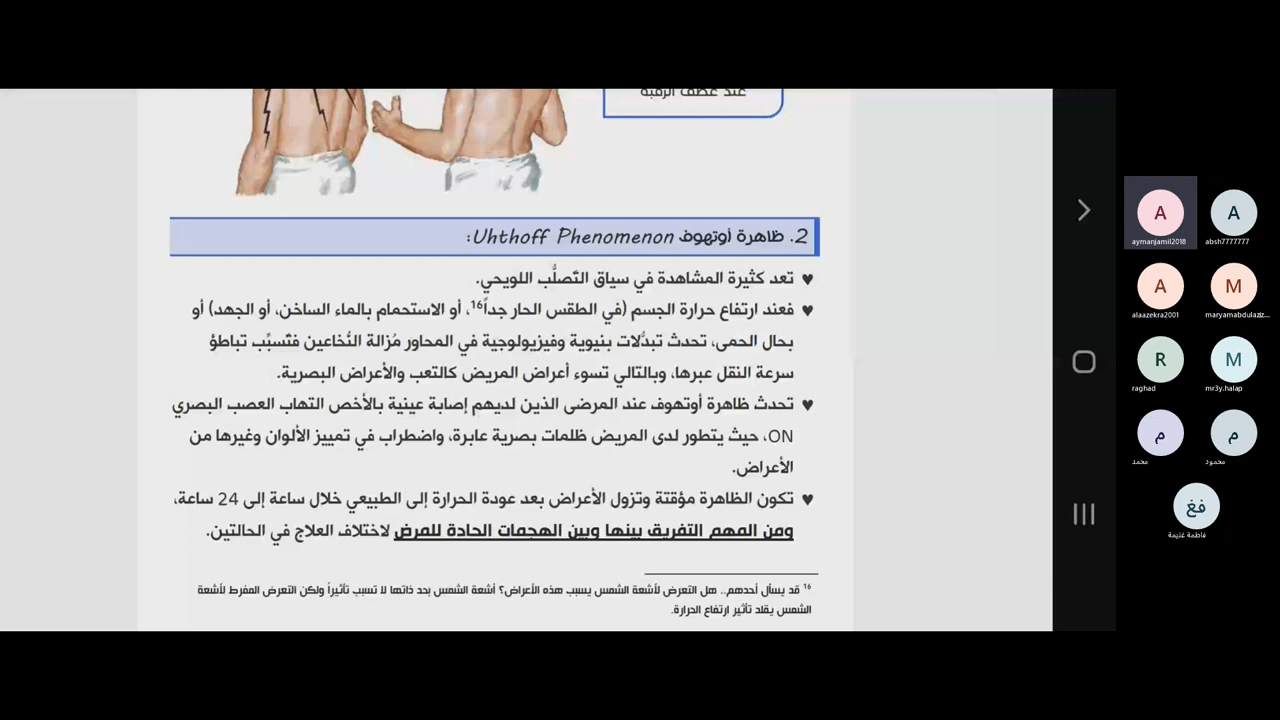 عند عطف الرقبة
2. ظاهرة أوتهوف Uhthoff Phenomenon:
♥ تعد كثيرة المشاهدة في سياق التّصلُّب اللويحي.
♥ فعند ارتفاع حرارة الجسم (في الطقس الحار جداً16، أو الاستحمام بالماء الساخن، أو الجهد) أو
بحال الحمى، تحدث تبدُّلات بنيوية وفيزيولوجية في المحاور مُزالة النُّخاعين فتسبِّب تباطؤ
سرعة النقل عبرها، وبالتالي تسوء أعراض المريض كالتعب والأعراض البصرية.
♥ تحدث ظاهرة أوتهوف عند المرضى الذين لديهم إصابة عينية بالأخص التهاب العصب البصري
ON، حيث يتطور لدى المريض ظلمات بصرية عابرة، واضطراب في تمييز الألوان وغيرها من
الأعراض.
♥ تكون الظاهرة مؤقتة وتزول الأعراض بعد عودة الحرارة إلى الطبيعي خلال ساعة إلى 24 ساعة،
ومن المهم التفريق بينها وبين الهجمات الحادة للمرض لاختلاف العلاج في الحالتين.
16 قد يسأل أحدهم.. هل التعرض لأشعة الشمس يسبب هذه الأعراض؟ أشعة الشمس بحد ذاتها لا تسبب تأثيراً ولكن التعرض المفرط لأشعة
الشمس يقلد تأثير ارتفاع الحرارة.
A
aymanjamil2018
A
absh7777777
A
alaazekra2001
M
maryamabdulaziz...
R
raghad
M
mr3y.halap
م
محمد
م
محمود
فغ
فاطمة غنيمة